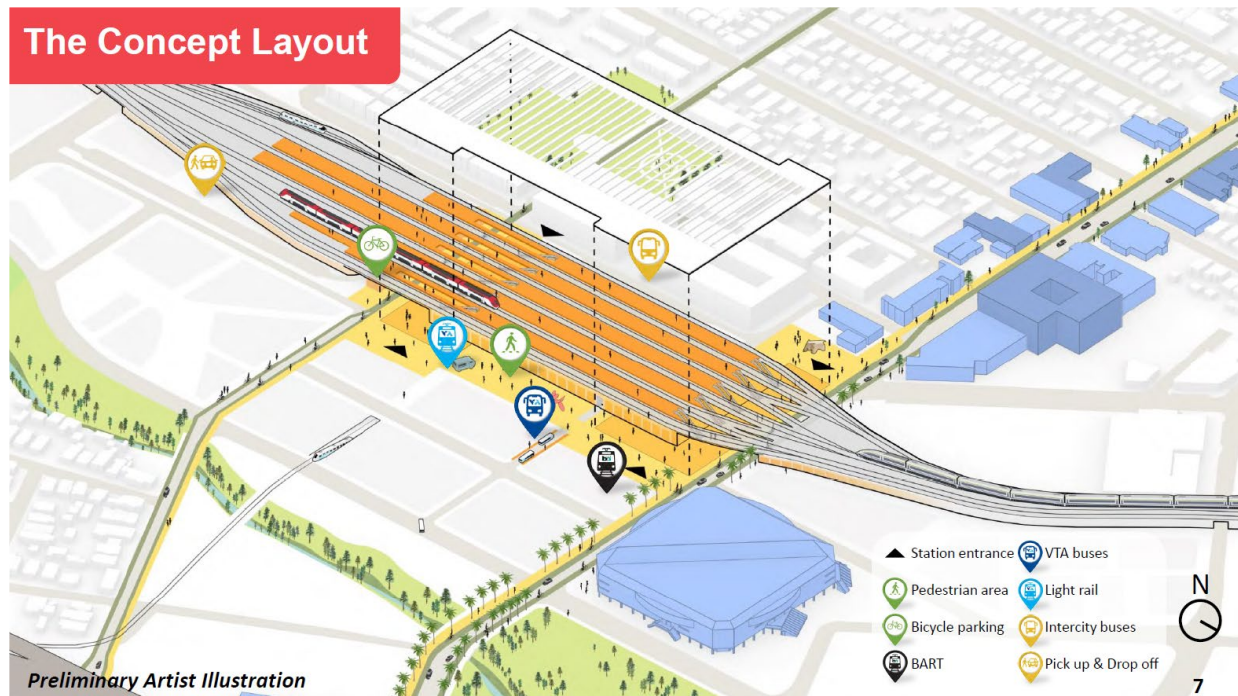 The Concept Layout
Station entrance
VTA buses
Pedestrian area
Light rail
Bicycle parking
Intercity buses
BART
Pick up & Drop off
N
Preliminary Artist Illustration
7